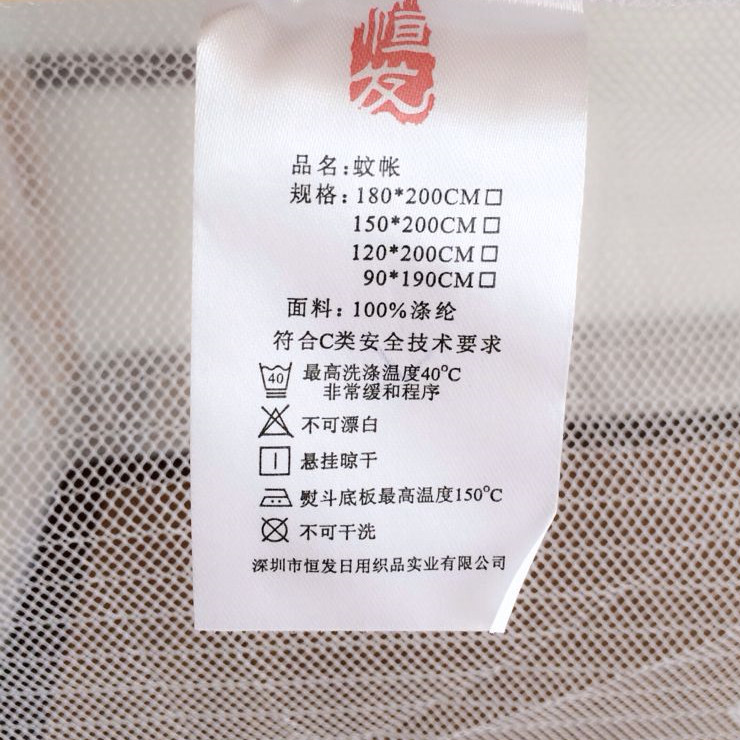 恒
发
品名:蚊帐
规格:180*200CM□
150*200CM□
120*200CM□
90*190CM□
面料:100%涤纶
符合C类安全技术要求
40 最高洗涤温度40°C
非常缓和程序
不可漂白
悬挂晾干
熨斗底板最高温度150°C
不可干洗
深圳市恒发日用织品实业有限公司